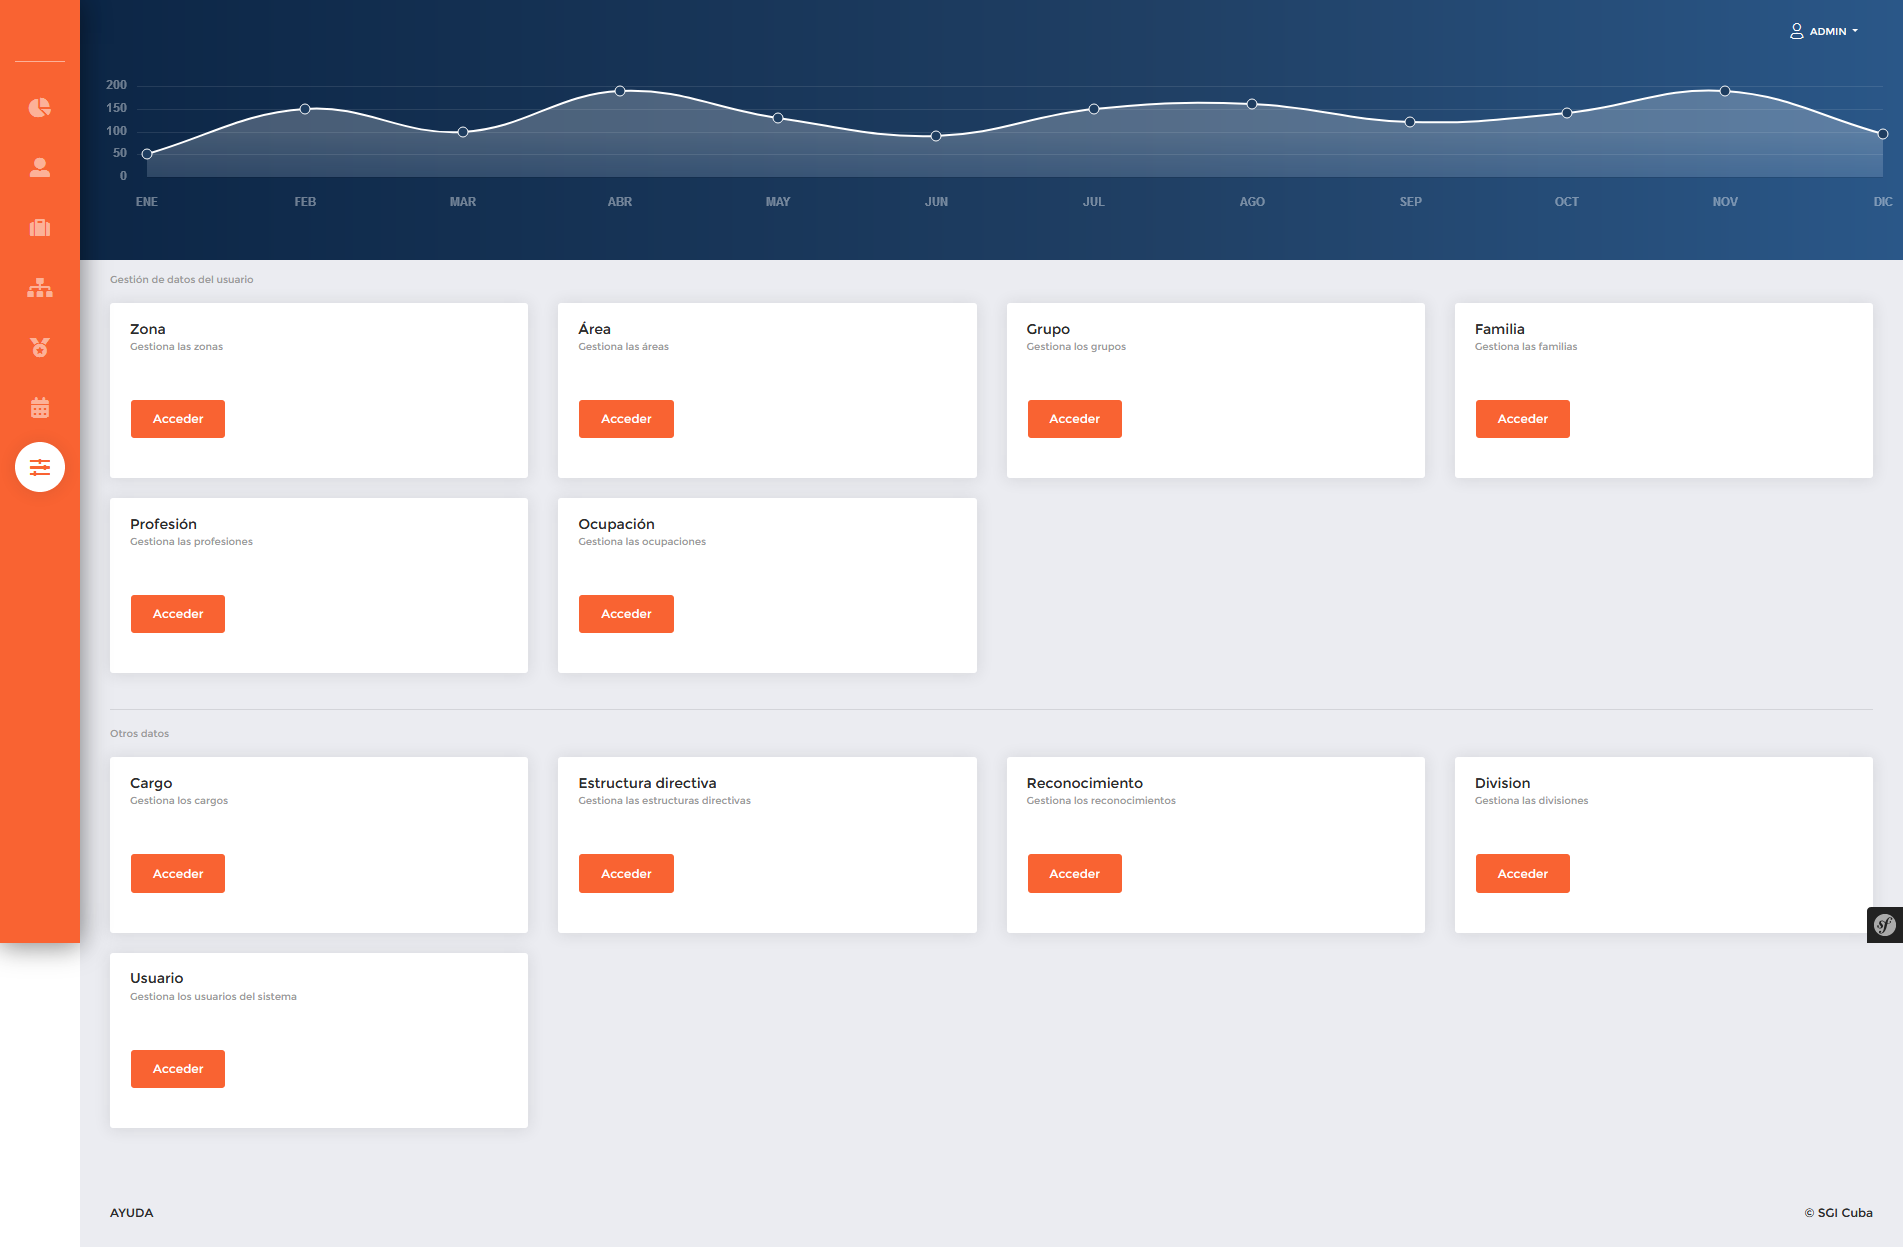 ADMIN
200
150
100
50
0
ENE FEB MAR ABR MAY JUN JUL AGO SEP OCT NOV DIC
Gestión de datos del usuario
Zona
Gestiona las zonas
Acceder
Área
Gestiona las áreas
Acceder
Grupo
Gestiona los grupos
Acceder
Familia
Gestiona las familias
Acceder
Profesión
Gestiona las profesiones
Acceder
Ocupación
Gestiona las ocupaciones
Acceder
Otros datos
Cargo
Gestiona los cargos
Acceder
Estructura directiva
Gestiona las estructuras directivas
Acceder
Reconocimiento
Gestiona los reconocimientos
Acceder
Division
Gestiona las divisiones
Acceder
sf
Usuario
Gestiona los usuarios del sistema
Acceder
AYUDA
© SGI Cuba